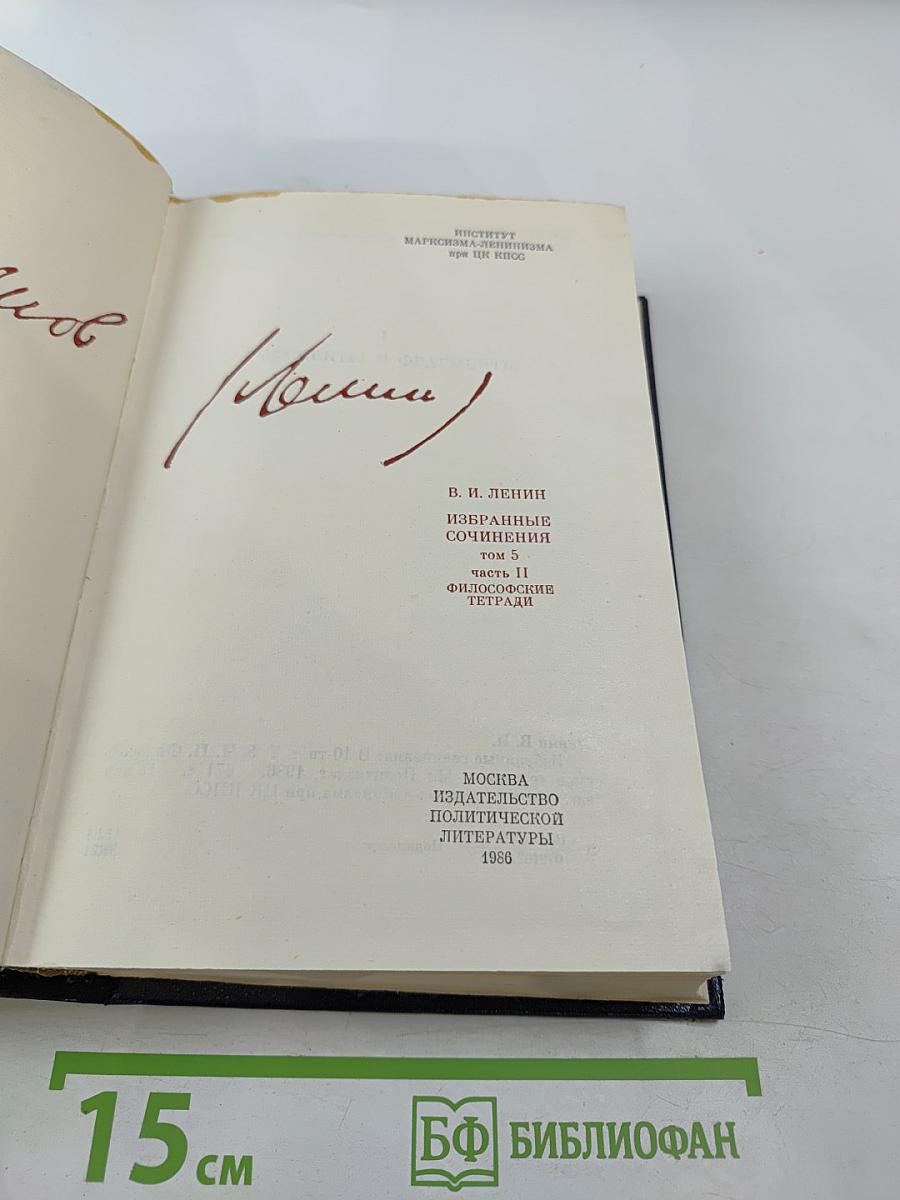 ИНСТИТУТ
МАРКСИЗМА-ЛЕНИНИЗМА
при ЦК КПСС
(Ленин)
В. И. ЛЕНИН
ИЗБРАННЫЕ
СОЧИНЕНИЯ
том 5
часть II
ФИЛОСОФСКИЕ
ТЕТРАДИ
МОСКВА
ИЗДАТЕЛЬСТВО
ПОЛИТИЧЕСКОЙ
ЛИТЕРАТУРЫ
1986
15 см
БФ БИБЛИОФАН